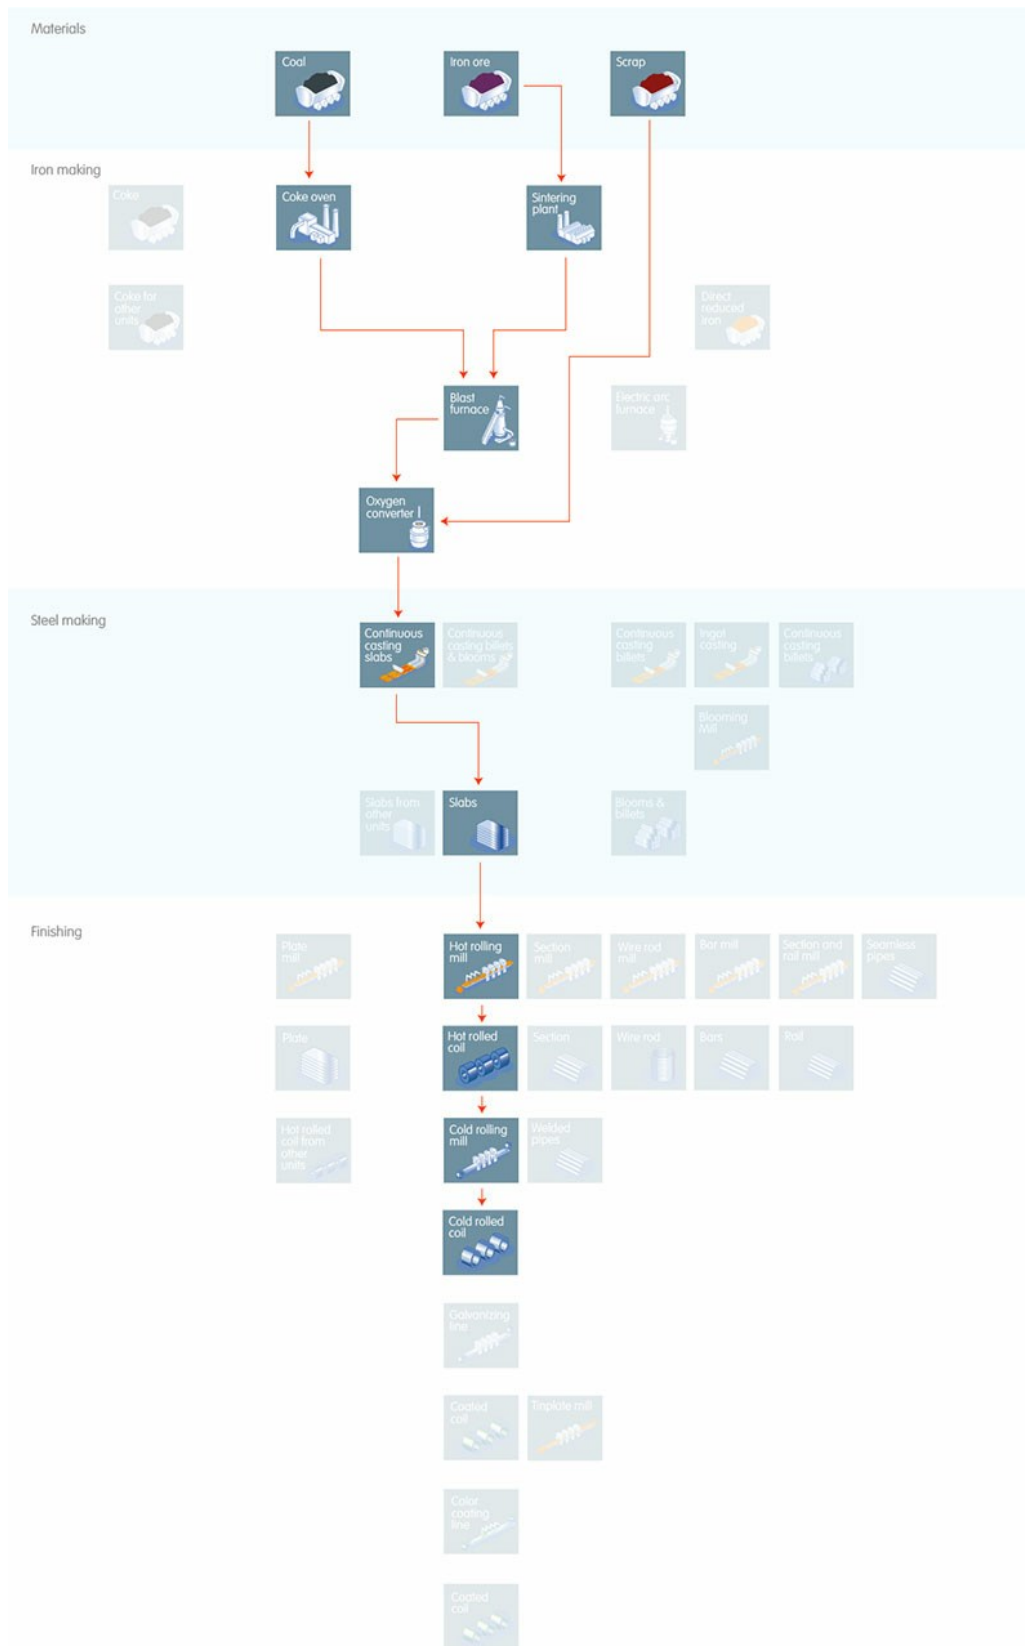 Materials
Coal
Iron ore
Scrap
Iron making
Coke
Coke oven
Sintering
plant
Coke for
other
units
Direct
reduced
iron
Blast
furnace
Electric arc
furnace
Oxygen
converter
Steel making
Continuous
casting
slabs
Continuous
casting billets
& blooms
Continuous
casting
billets
Ingot
casting
Continuous
casting
billets
Blooming
Mill
Slabs from
other
units
Slabs
Blooms &
billets
Finishing
Plate
mill
Hot rolling
mill
Section
mill
Wire rod
mill
Bar mill
Section and
rail mill
Seamless
pipes
Plate
Hot rolled
coil
Section
Wire rod
Bars
Rail
Hot rolled
coil from
other
units
Cold rolling
mill
Welded
pipes
Cold rolled
coil
Galvanizing
line
Coated
coil
Tinplate mill
Color
coating
line
Coated
coil